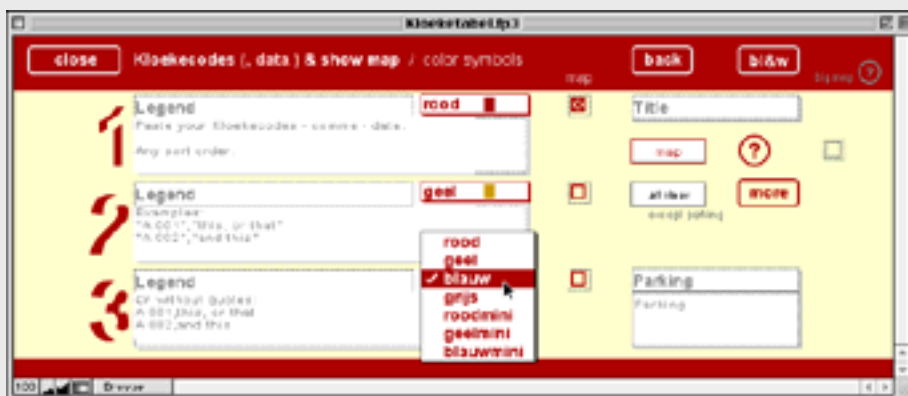 Kloeketabel.fp3
close Kloekecodes (, data ) & show map / color symbols back bl&w
map big map ?
1 Legend rood Title
Paste your Kloekecodes - comma - data.
Any sort order.
map ?
2 Legend geel all clear more
Examples: except parking
"A 001","this, or that"
"A 002","and this"
rood
geel
✓ blauw
grijs
roodmini
geelmini
blauwmini
3 Legend Parking
Or without quotes: Parking
A 001,this, or that
A 002,and this
100 Browse